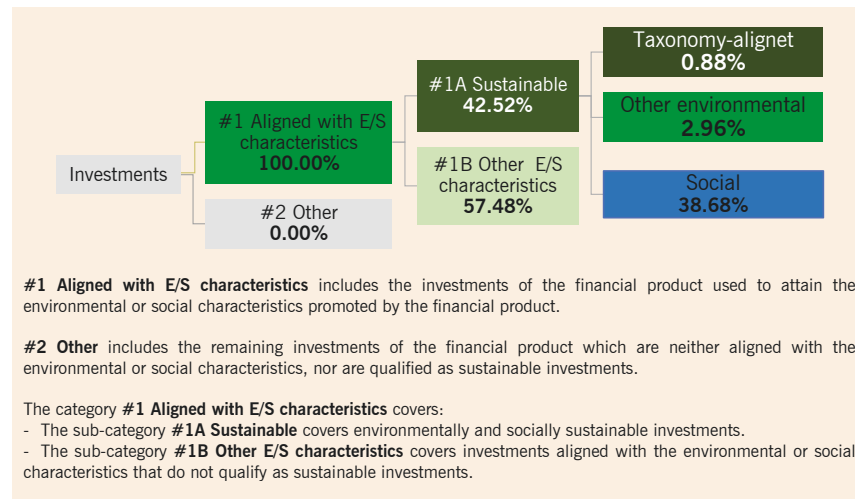 Investments
#1 Aligned with E/S
characteristics
100.00%
#2 Other
0.00%
#1A Sustainable
42.52%
#1B Other E/S
characteristics
57.48%
Taxonomy-alignet
0.88%
Other environmental
2.96%
Social
38.68%
#1 Aligned with E/S characteristics includes the investments of the financial product used to attain the
environmental or social characteristics promoted by the financial product.
#2 Other includes the remaining investments of the financial product which are neither aligned with the
environmental or social characteristics, nor are qualified as sustainable investments.
The category #1 Aligned with E/S characteristics covers:
- The sub-category #1A Sustainable covers environmentally and socially sustainable investments.
- The sub-category #1B Other E/S characteristics covers investments aligned with the environmental or social
characteristics that do not qualify as sustainable investments.